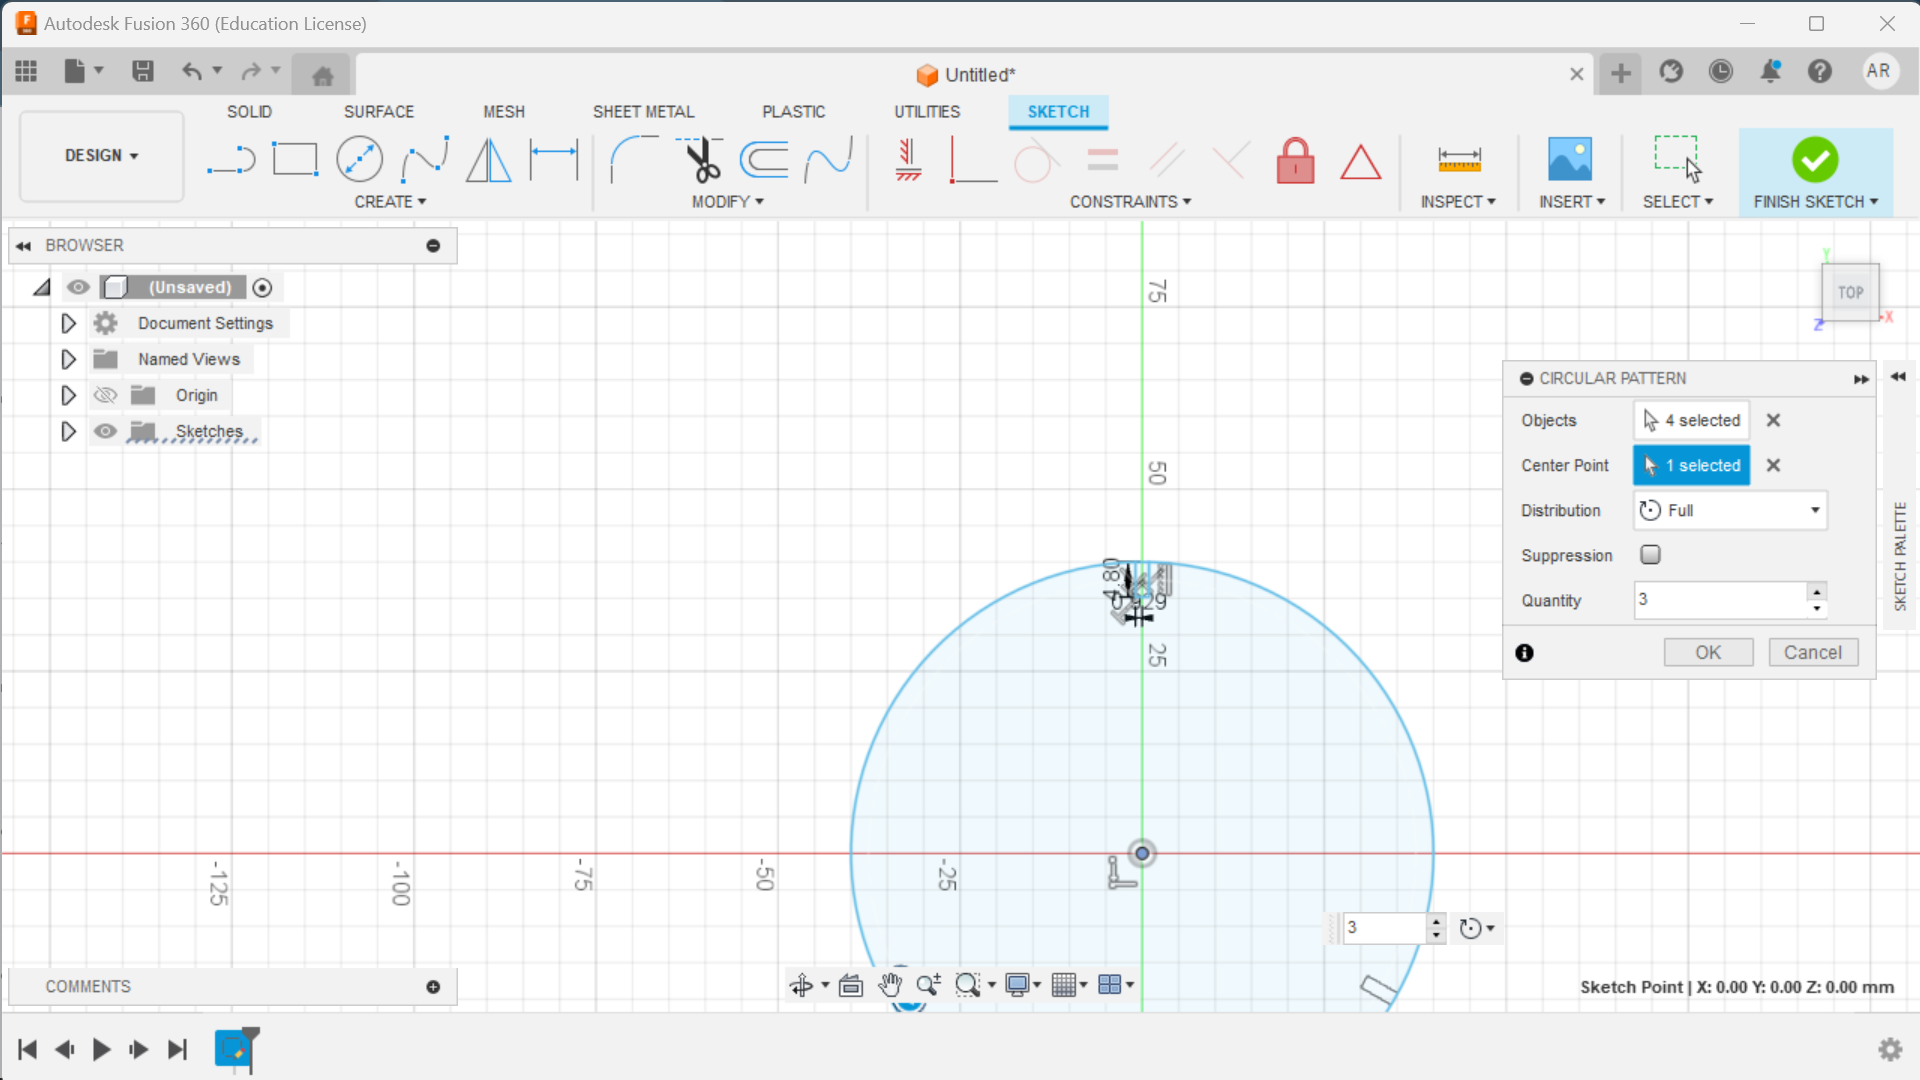 Autodesk Fusion 360 (Education License)
Untitled*
AR
SOLID SURFACE MESH SHEET METAL PLASTIC UTILITIES SKETCH
DESIGN
CREATE MODIFY CONSTRAINTS INSPECT INSERT SELECT FINISH SKETCH
BROWSER
(Unsaved)
Document Settings
Named Views
Origin
Sketches
75
50
25
4.80
-125
-100
-75
-50
-25
Y
TOP
X
Z
CIRCULAR PATTERN
Objects 4 selected
Center Point 1 selected
Distribution Full
Suppression
Quantity 3
OK Cancel
SKETCH PALETTE
3
COMMENTS
Sketch Point | X: 0.00 Y: 0.00 Z: 0.00 mm